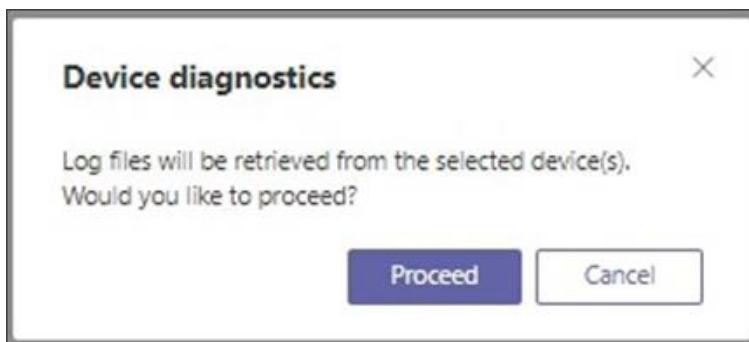 Device diagnostics
Log files will be retrieved from the selected device(s).
Would you like to proceed?
Proceed Cancel